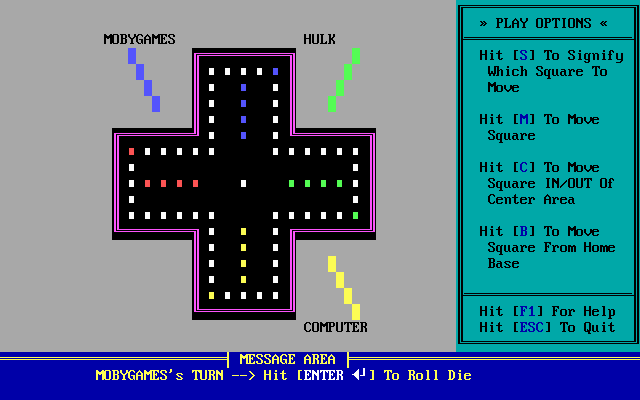 MOBYGAMES
HULK
COMPUTER
» PLAY OPTIONS «
Hit [S] To Signify
Which Square To
Move
Hit [M] To Move
Square
Hit [C] To Move
Square IN/OUT Of
Center Area
Hit [B] To Move
Square From Home
Base
Hit [F1] For Help
Hit [ESC] To Quit
MESSAGE AREA
MOBYGAMES's TURN --> Hit [ENTER ◄┘] To Roll Die